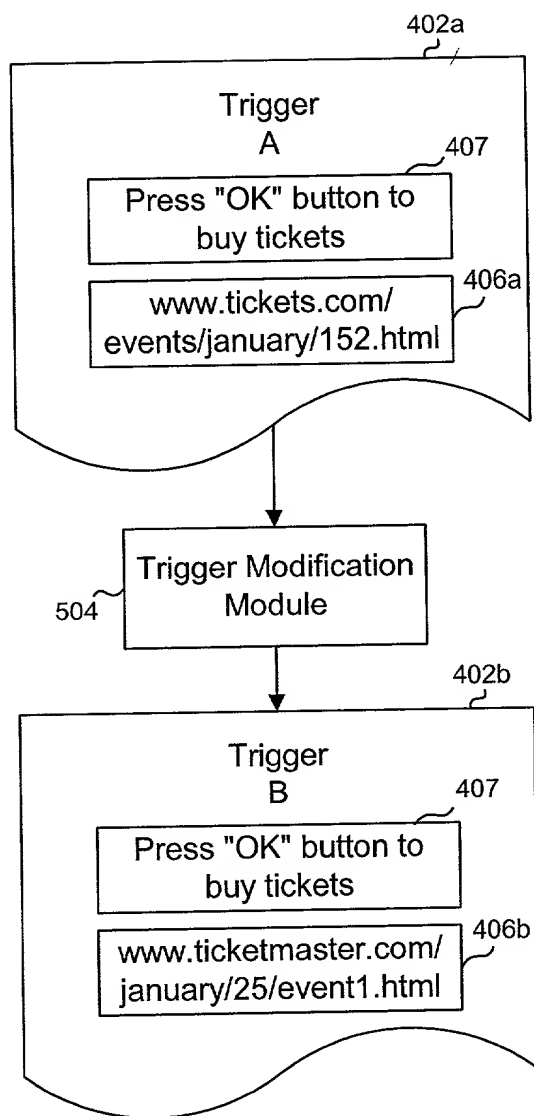 402a
Trigger
A
407
Press "OK" button to
buy tickets
406a
www.tickets.com/
events/january/152.html
Trigger Modification
Module
504
402b
Trigger
B
407
Press "OK" button to
buy tickets
406b
www.ticketmaster.com/
january/25/event1.html